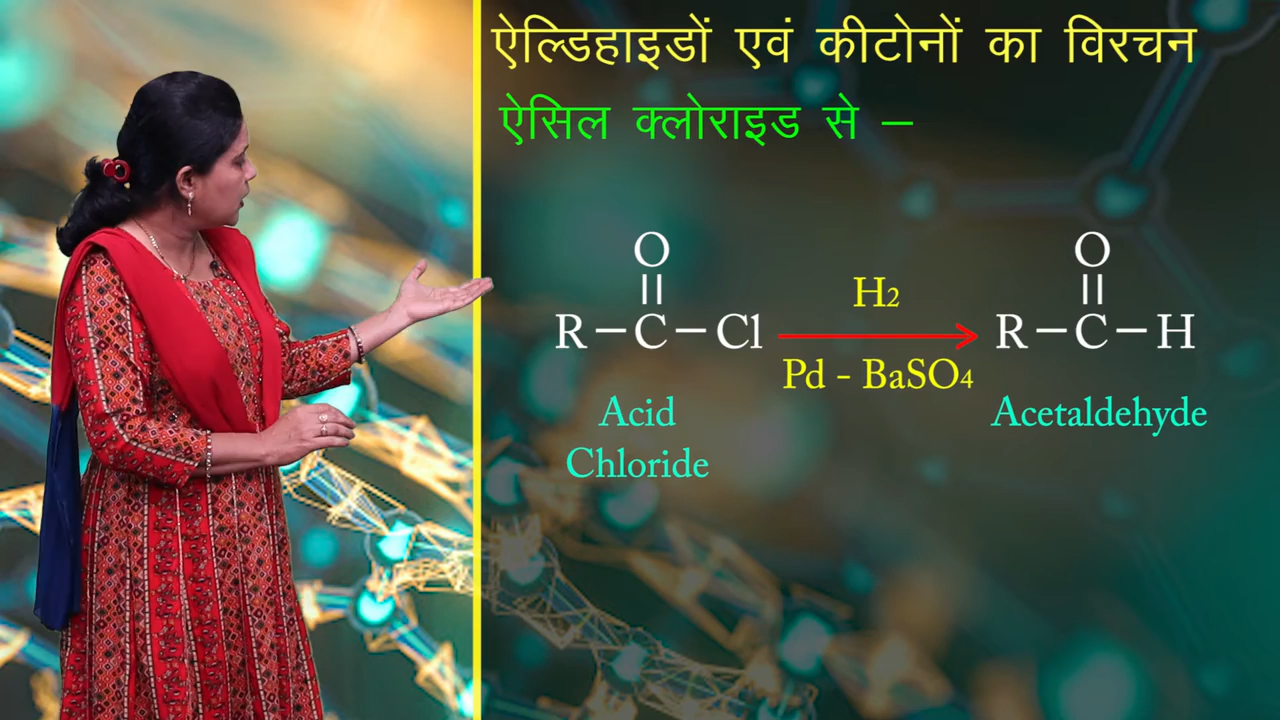 ऐल्डिहाइडों एवं कीटोनों का विरचन
ऐसिल क्लोराइड से –
O
||
R – C – Cl
H2
Pd - BaSO4
O
||
R – C – H
Acid
Chloride
Acetaldehyde